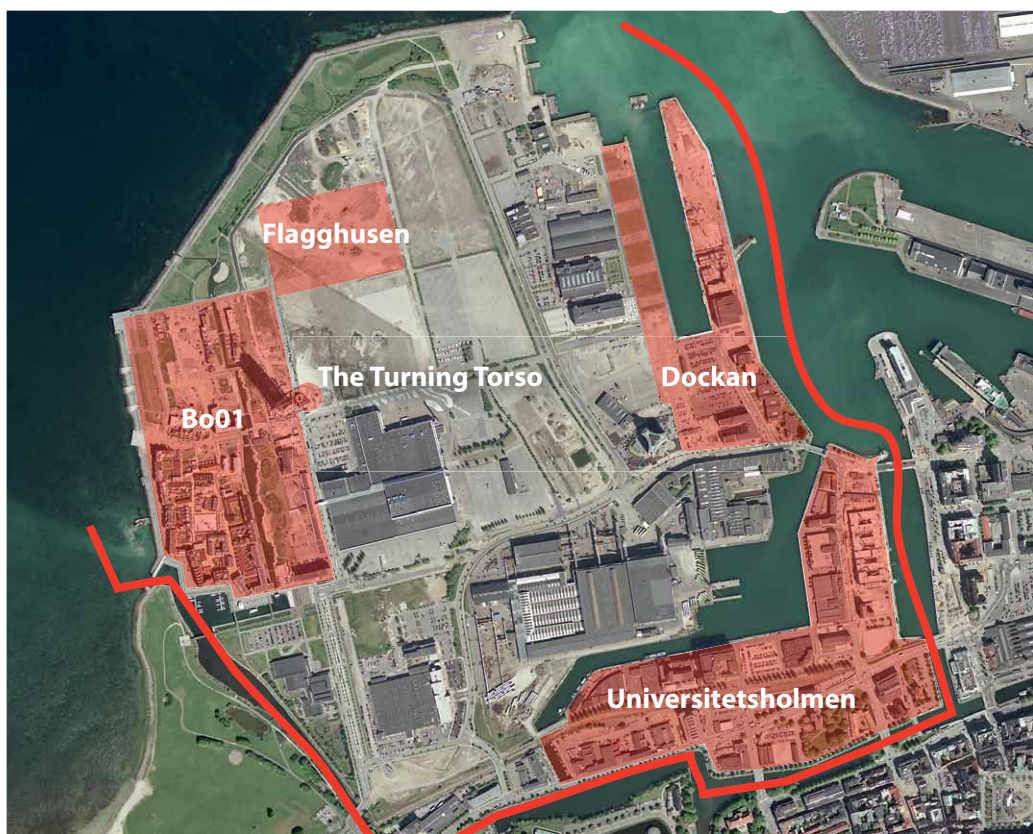 Flagghusen
The Turning Torso
Dockan
Bo01
Universitetsholmen